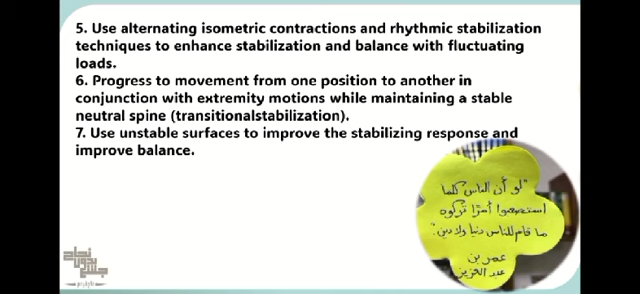 5. Use alternating isometric contractions and rhythmic stabilization
techniques to enhance stabilization and balance with fluctuating
loads.
6. Progress to movement from one position to another in
conjunction with extremity motions while maintaining a stable
neutral spine (transitionalstabilization).
7. Use unstable surfaces to improve the stabilizing response and
improve balance.
"لو أن الناس كلما
استصعبوا أمرًا تركوه
ما قام للناس دنيا ولا دين"
عمر بن
عبد العزيز